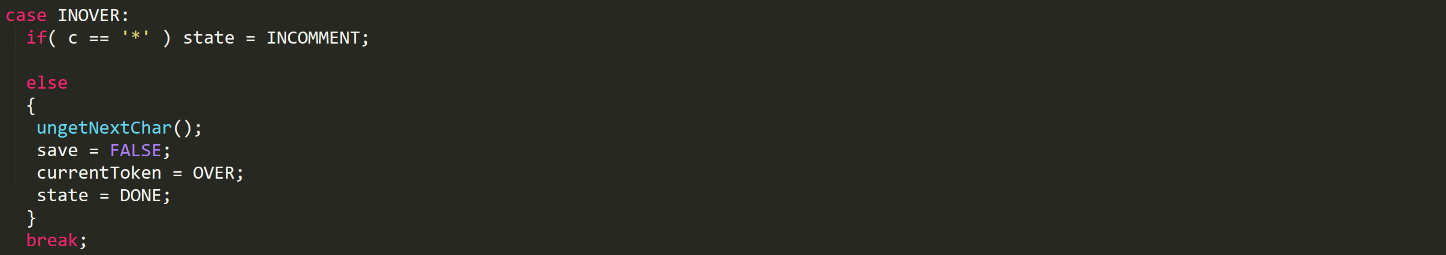 case INOVER:
if( c == '*' ) state = INCOMMENT;
else
{
ungetNextChar();
save = FALSE;
currentToken = OVER;
state = DONE;
}
break;